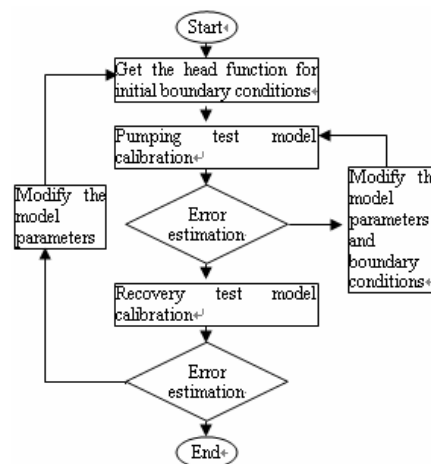 Start
Get the head function for
initial boundary conditions
Pumping test model
calibration
Modify the
model
parameters
Modify th
model
parameters
and
boundary
conditions
Error
estimation
Recovery test model
calibration
Error
estimation
End